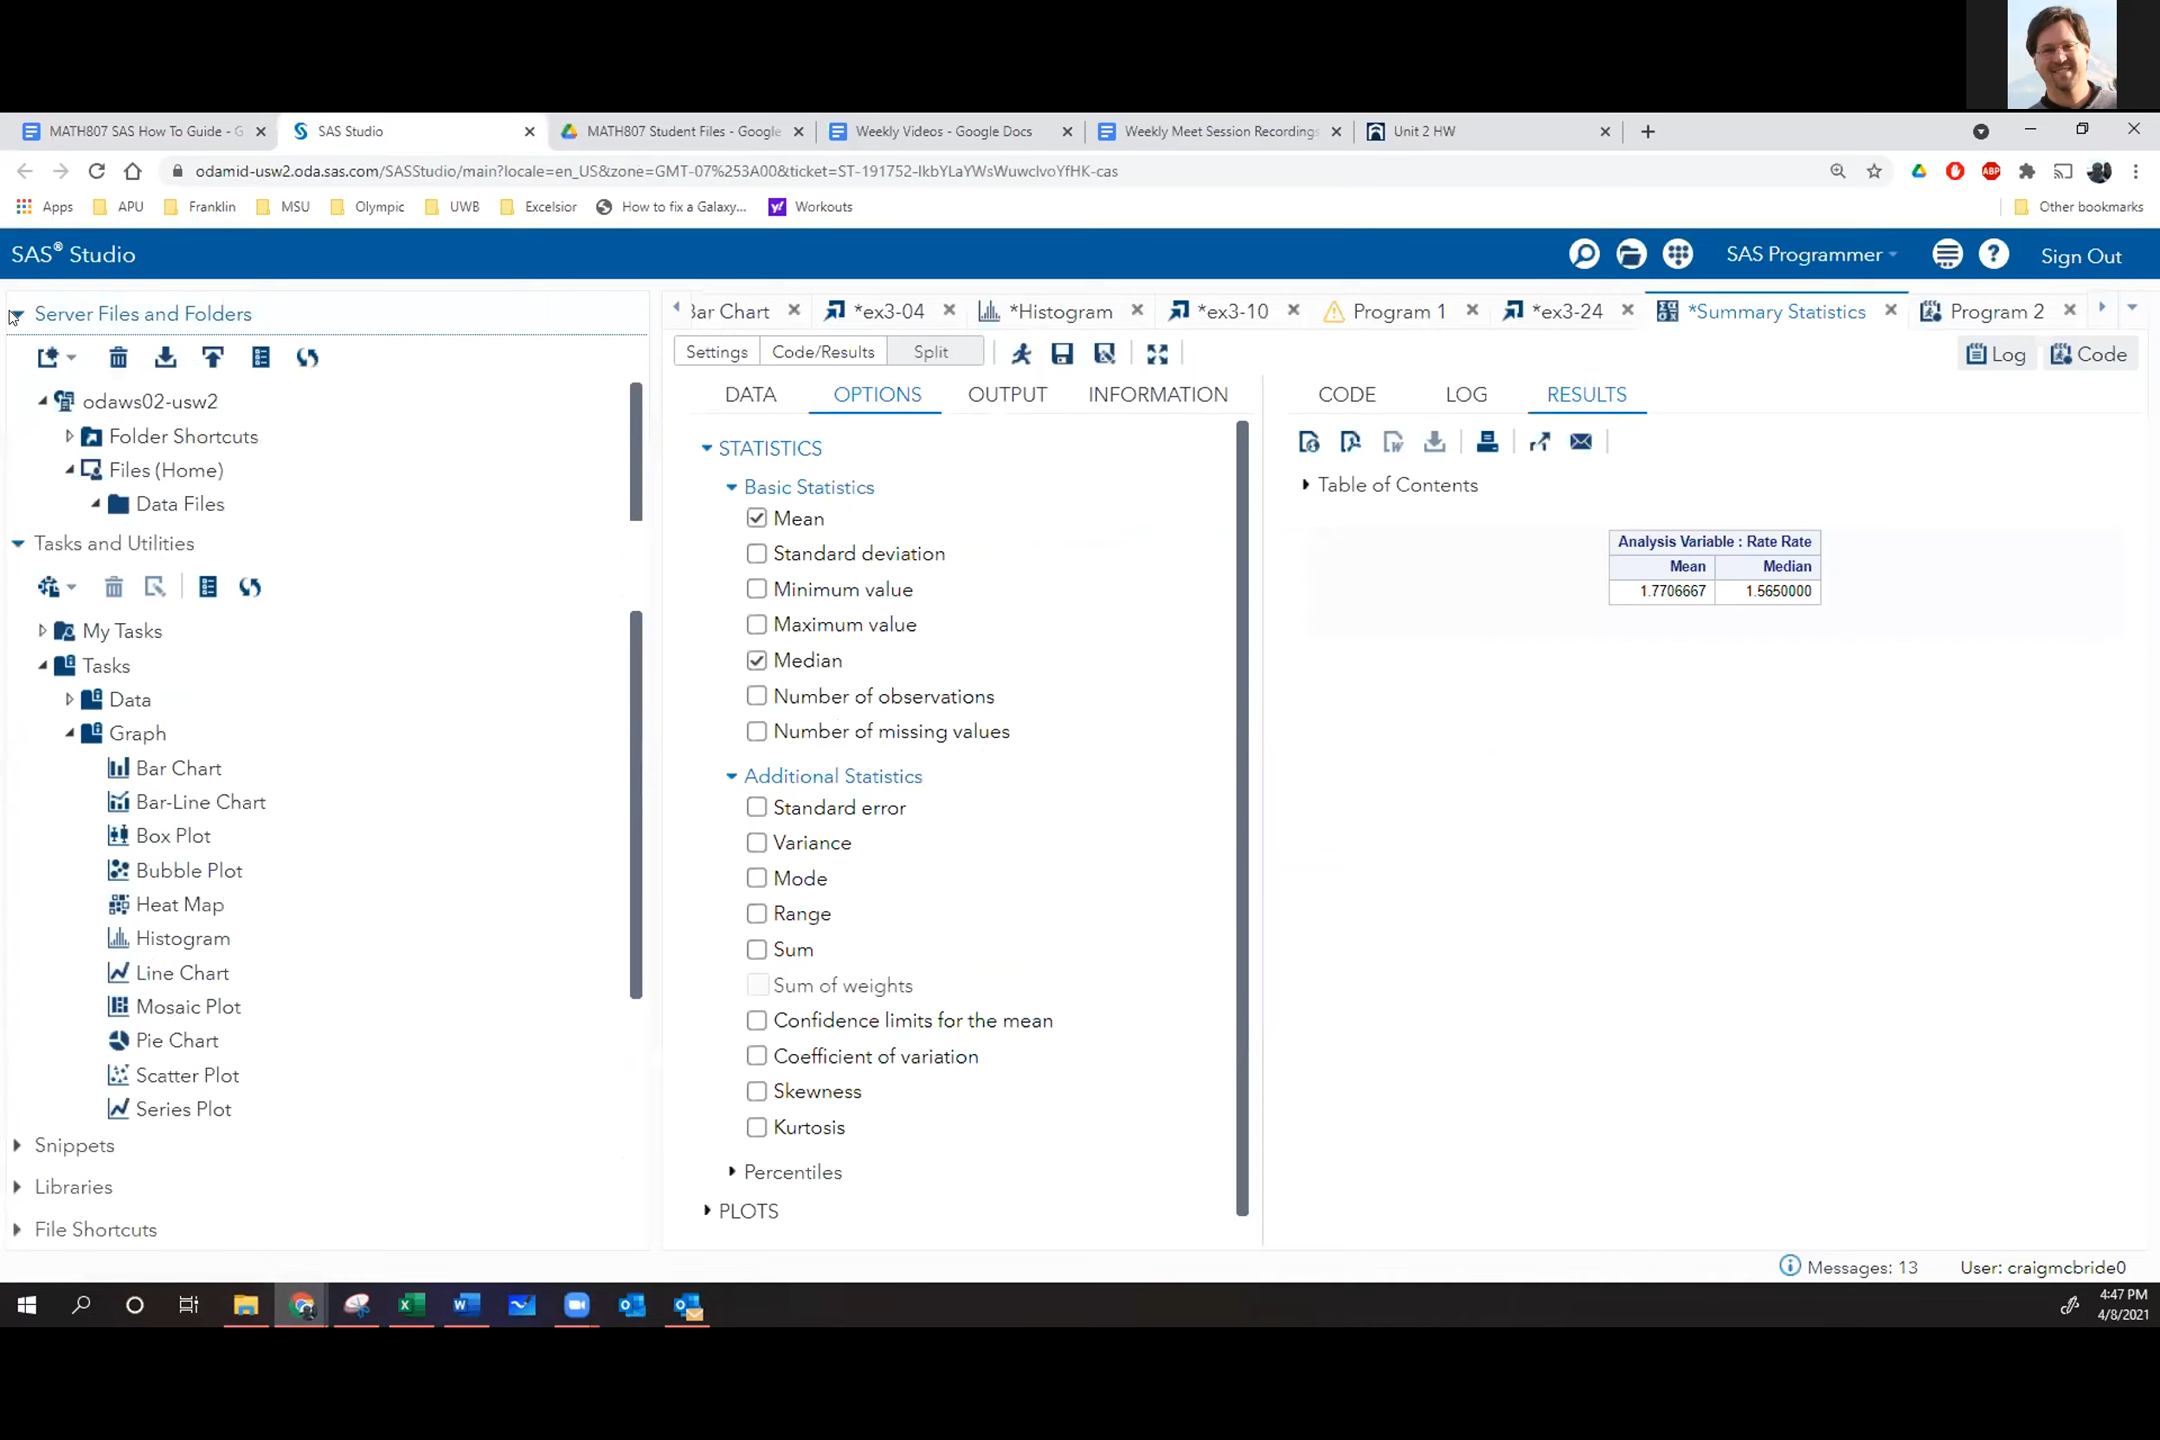 MATH807 SAS How To Guide - G
SAS Studio
MATH807 Student Files - Google
Weekly Videos - Google Docs
Weekly Meet Session Recordings
Unit 2 HW
odamid-usw2.oda.sas.com/SASStudio/main?locale=en_US&zone=GMT-07%253A00&ticket=ST-191752-IkbYLaYWsWuwcIvoYfHK-cas
ABP
Apps
APU
Franklin
MSU
Olympic
UWB
Excelsior
How to fix a Galaxy...
Workouts
Other bookmarks
SAS® Studio
SAS Programmer
Sign Out
Server Files and Folders
odaws02-usw2
Folder Shortcuts
Files (Home)
Data Files
Tasks and Utilities
My Tasks
Tasks
Data
Graph
Bar Chart
Bar-Line Chart
Box Plot
Bubble Plot
Heat Map
Histogram
Line Chart
Mosaic Plot
Pie Chart
Scatter Plot
Series Plot
Snippets
Libraries
File Shortcuts
Bar Chart
*ex3-04
*Histogram
*ex3-10
Program 1
*ex3-24
*Summary Statistics
Program 2
Settings
Code/Results
Split
Log
Code
DATA
OPTIONS
OUTPUT
INFORMATION
STATISTICS
Basic Statistics
Mean
Standard deviation
Minimum value
Maximum value
Median
Number of observations
Number of missing values
Additional Statistics
Standard error
Variance
Mode
Range
Sum
Sum of weights
Confidence limits for the mean
Coefficient of variation
Skewness
Kurtosis
Percentiles
PLOTS
CODE
LOG
RESULTS
Table of Contents
Analysis Variable : Rate Rate
Mean Median
1.7706667 1.5650000
Messages: 13
User: craigmcbride0
4:47 PM
4/8/2021